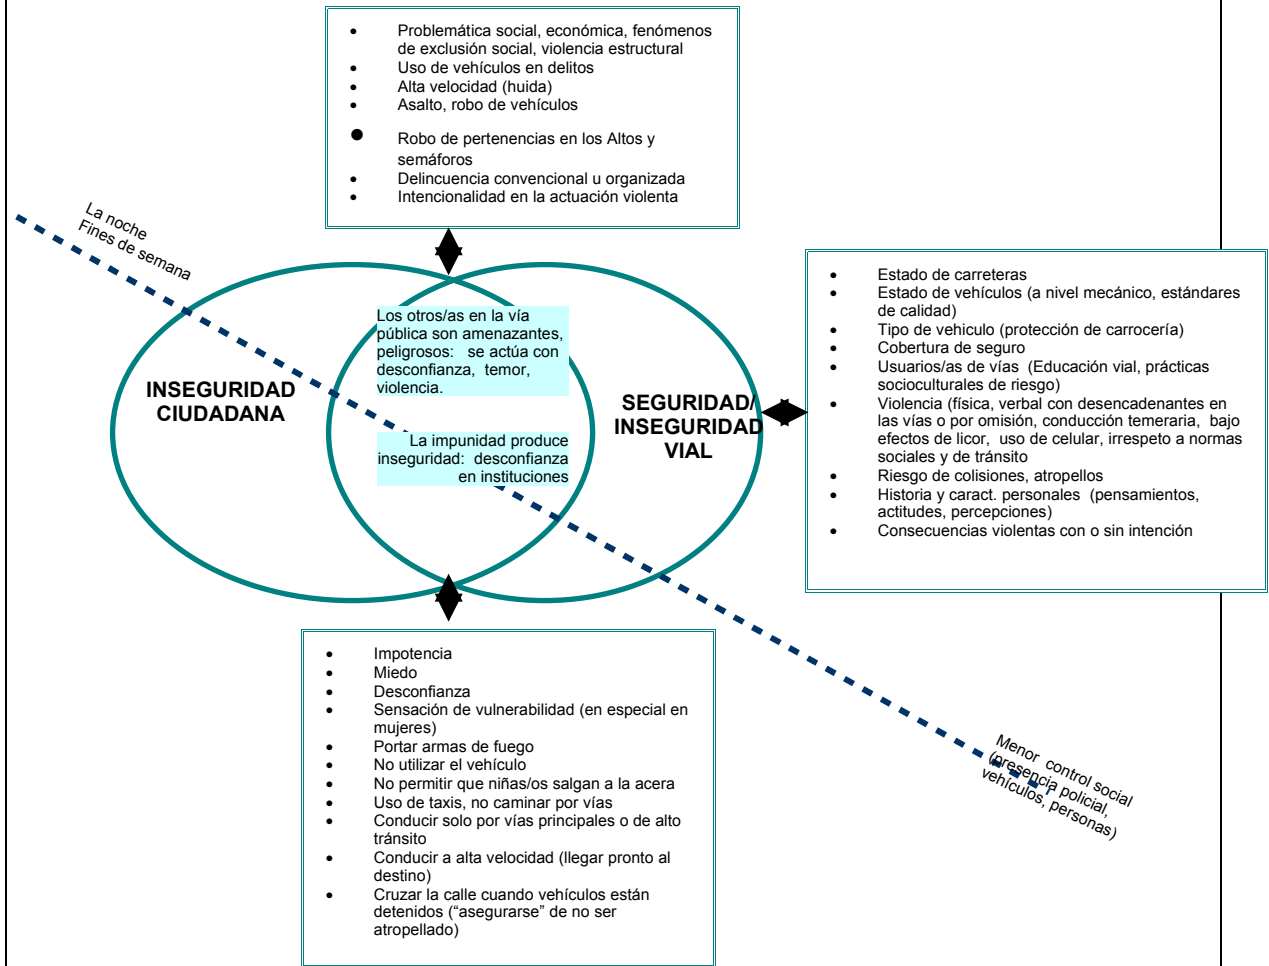 • Problemática social, económica, fenómenos
de exclusión social, violencia estructural
• Uso de vehículos en delitos
• Alta velocidad (huida)
• Asalto, robo de vehículos
• Robo de pertenencias en los Altos y
semáforos
• Delincuencia convencional u organizada
• Intencionalidad en la actuación violenta
La noche
Fines de semana
Los otros/as en la vía
pública son amenazantes,
peligrosos: se actúa con
desconfianza, temor,
violencia.
INSEGURIDAD
CIUDADANA
SEGURIDAD/
INSEGURIDAD
VIAL
La impunidad produce
inseguridad: desconfianza
en instituciones
• Estado de carreteras
• Estado de vehículos (a nivel mecánico, estándares
de calidad)
• Tipo de vehiculo (protección de carrocería)
• Cobertura de seguro
• Usuarios/as de vías (Educación vial, prácticas
socioculturales de riesgo)
• Violencia (física, verbal con desencadenantes en
las vías o por omisión, conducción temeraria, bajo
efectos de licor, uso de celular, irrespeto a normas
sociales y de tránsito
• Riesgo de colisiones, atropellos
• Historia y caract. personales (pensamientos,
actitudes, percepciones)
• Consecuencias violentas con o sin intención
• Impotencia
• Miedo
• Desconfianza
• Sensación de vulnerabilidad (en especial en
mujeres)
• Portar armas de fuego
• No utilizar el vehículo
• No permitir que niñas/os salgan a la acera
• Uso de taxis, no caminar por vías
• Conducir solo por vías principales o de alto
tránsito
• Conducir a alta velocidad (llegar pronto al
destino)
• Cruzar la calle cuando vehículos están
detenidos (“asegurarse” de no ser
atropellado)
Menor control social
(presencia policial,
vehículos, personas)